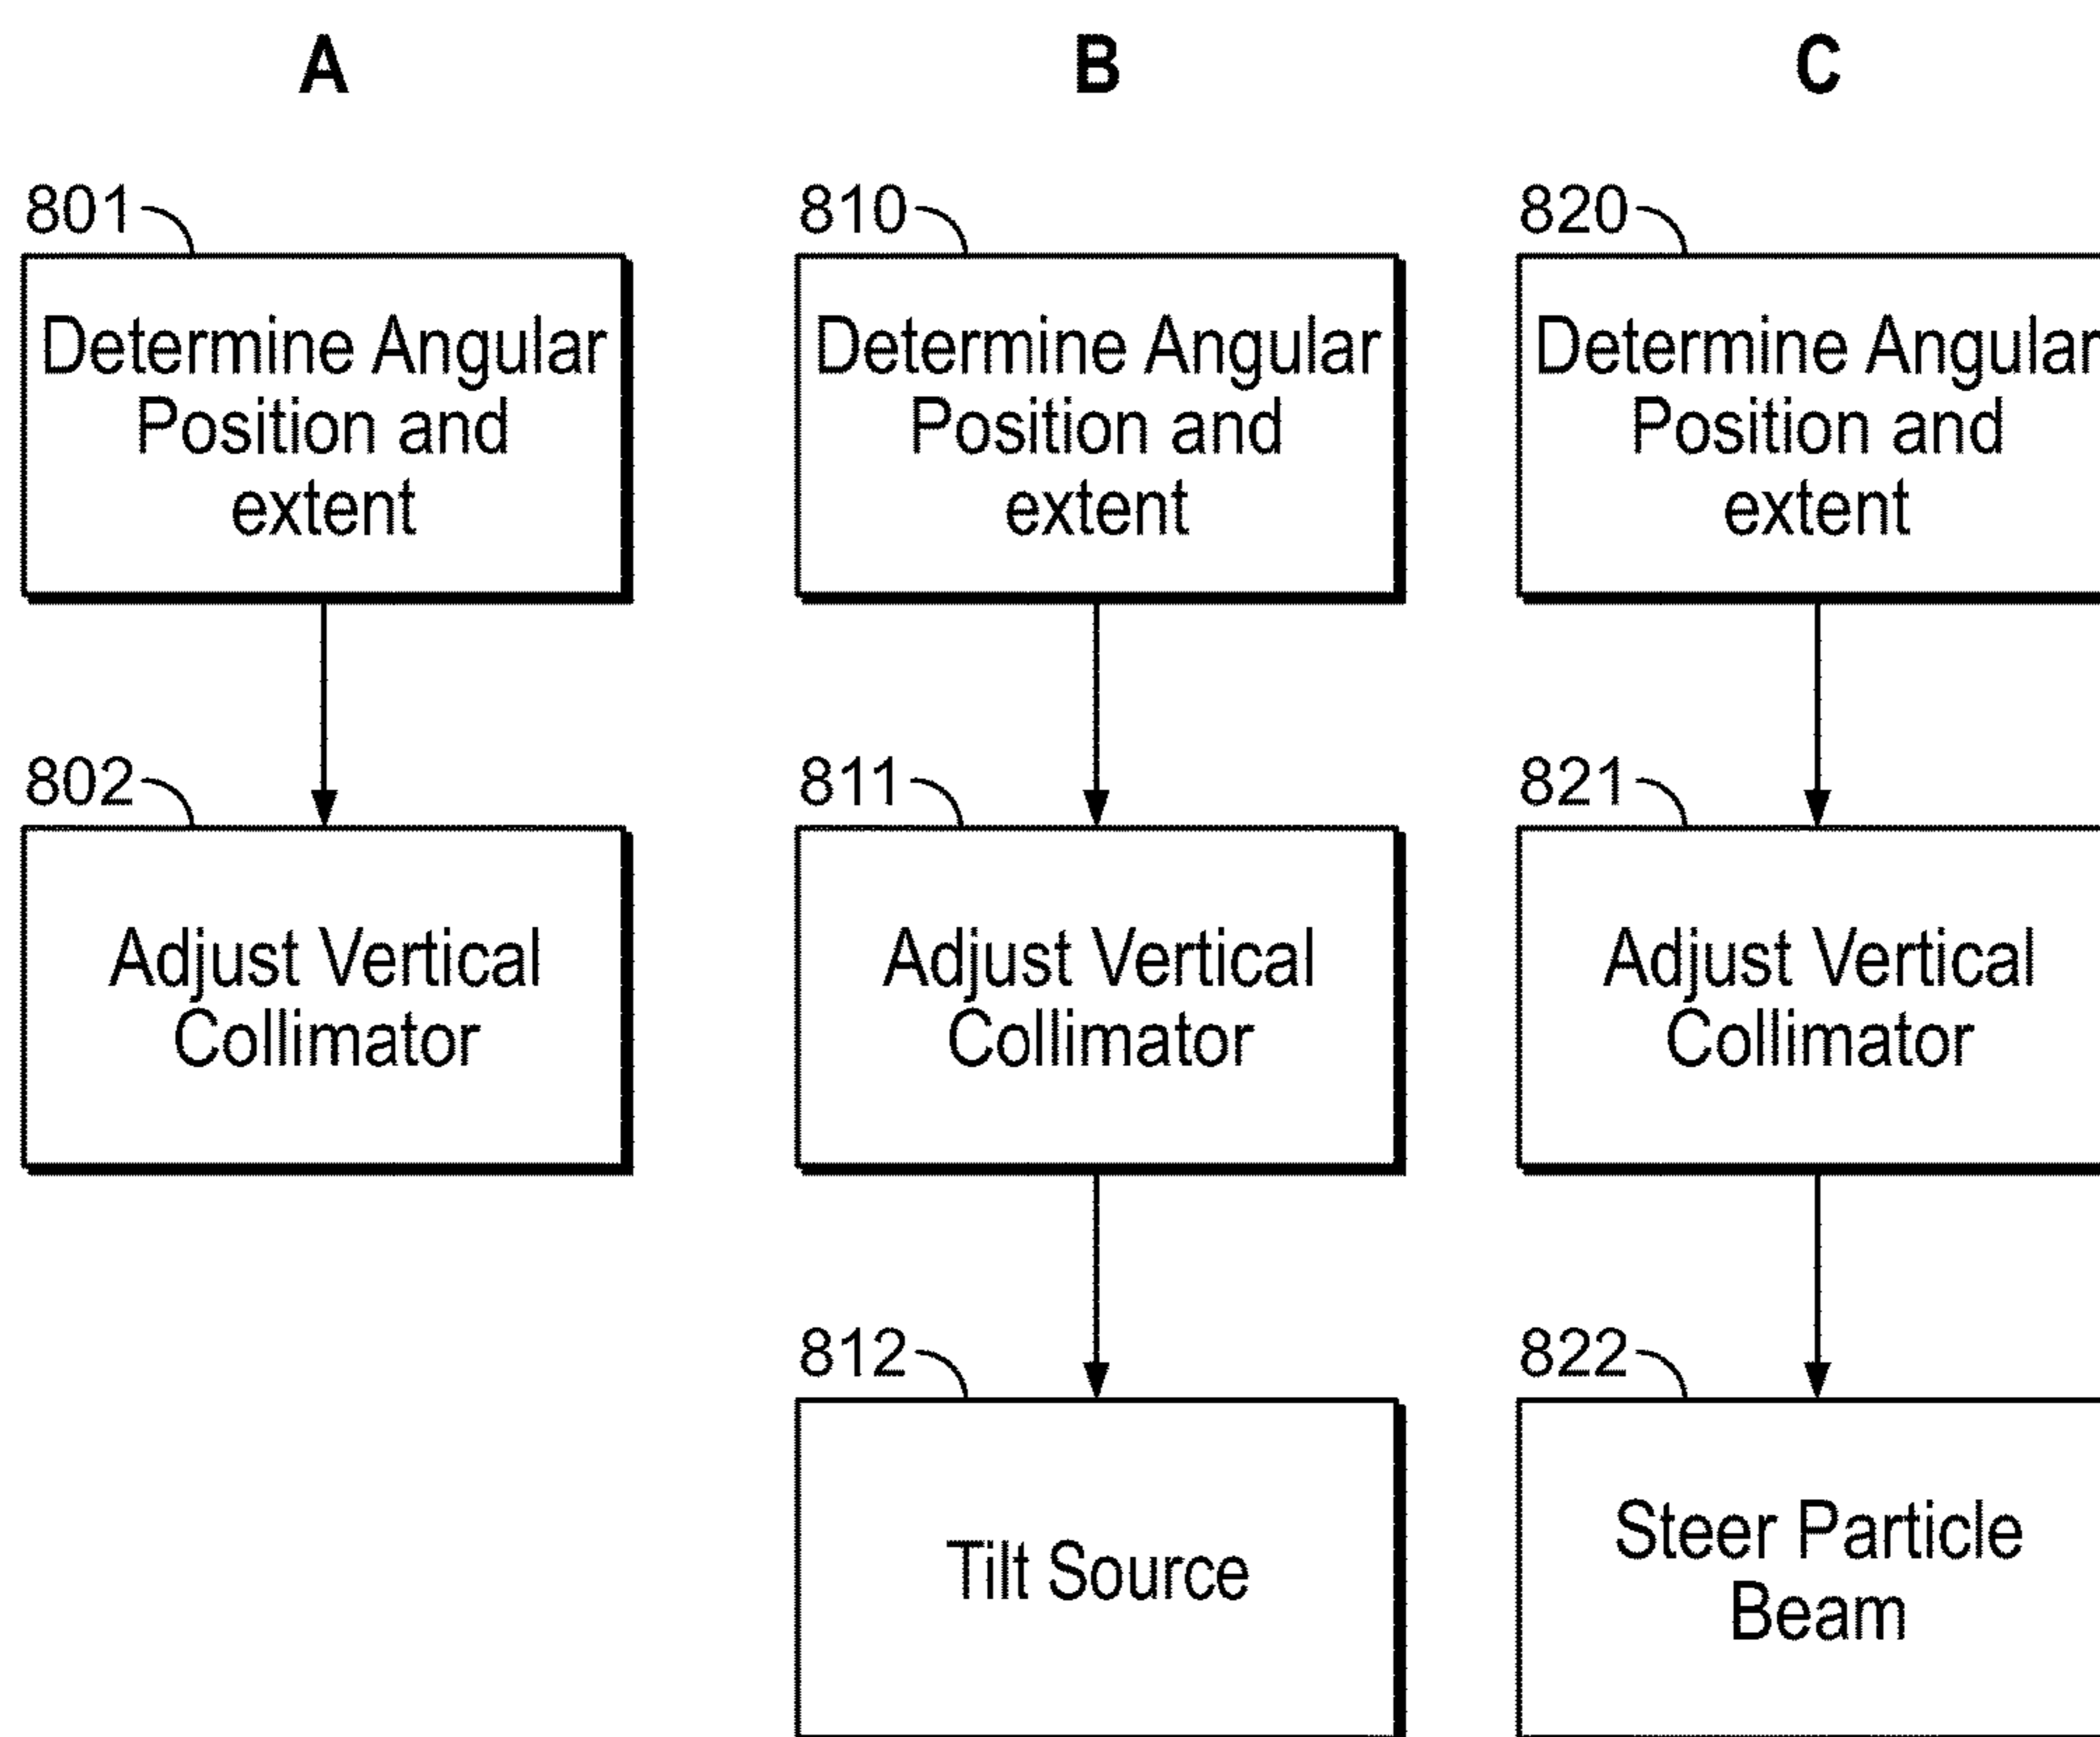 A
801
Determine Angular
Position and
extent
802
Adjust Vertical
Collimator
B
810
Determine Angular
Position and
extent
811
Adjust Vertical
Collimator
812
Tilt Source
C
820
Determine Angular
Position and
extent
821
Adjust Vertical
Collimator
822
Steer Particle
Beam